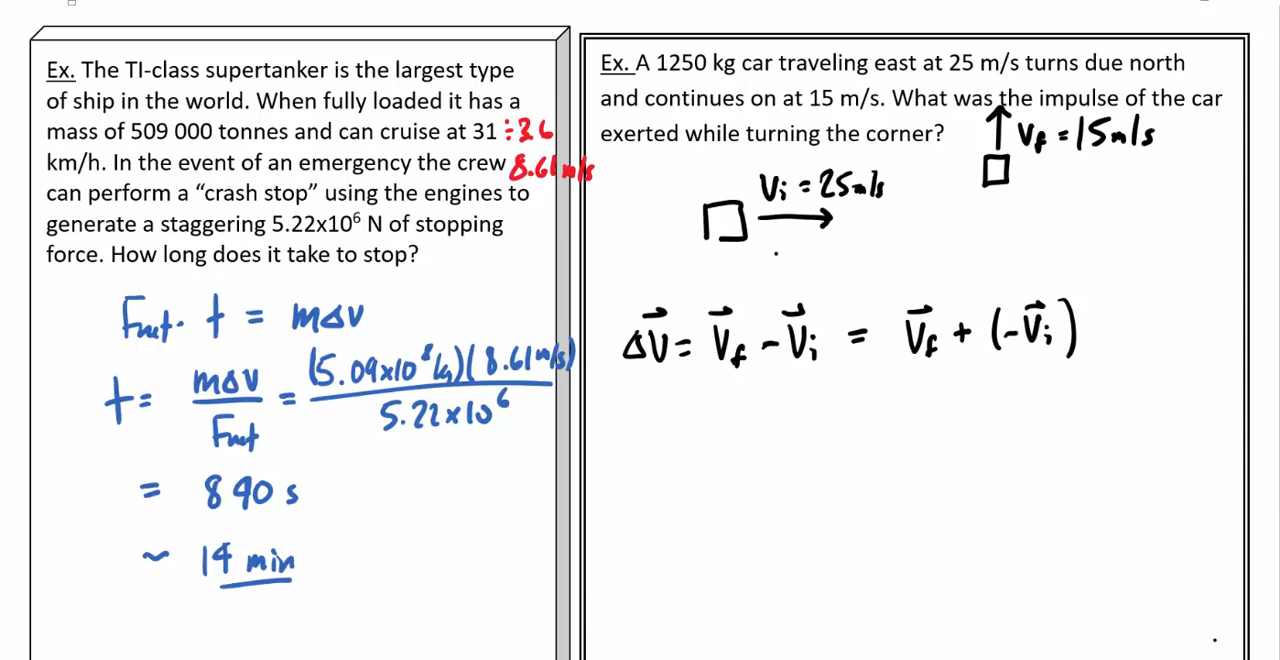 Ex. The TI-class supertanker is the largest type
of ship in the world. When fully loaded it has a
mass of 509 000 tonnes and can cruise at 31 ÷3.6
km/h. In the event of an emergency the crew 8.61 m/s
can perform a “crash stop” using the engines to
generate a staggering 5.22x10⁶ N of stopping
force. How long does it take to stop?
Fnet · t = mΔV
t = mΔV / Fnet = (5.09x10⁸ kg)(8.61 m/s) / 5.22x10⁶
= 890 s
~ 14 min
Ex. A 1250 kg car traveling east at 25 m/s turns due north
and continues on at 15 m/s. What was the impulse of the car
exerted while turning the corner?
Vf = 15 m/s
Vi = 25 m/s
ΔV⃗ = V⃗f - V⃗i = V⃗f + (-V⃗i)